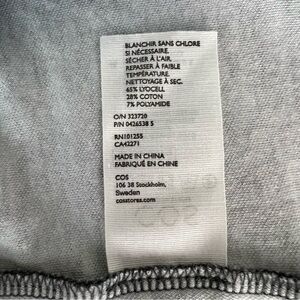 BLANCHIR SANS CHLORE
SI NÉCESSAIRE.
SÉCHER À L'AIR.
REPASSER À FAIBLE
TEMPÉRATURE.
NETTOYAGE À SEC.
65% LYOCELL
28% COTON
7% POLYAMIDE
O/N 323720
P/N 0426538 S
RN101255
CA42271
MADE IN CHINA
FABRIQUÉ EN CHINE
COS
106 38 Stockholm,
Sweden
cosstores.com